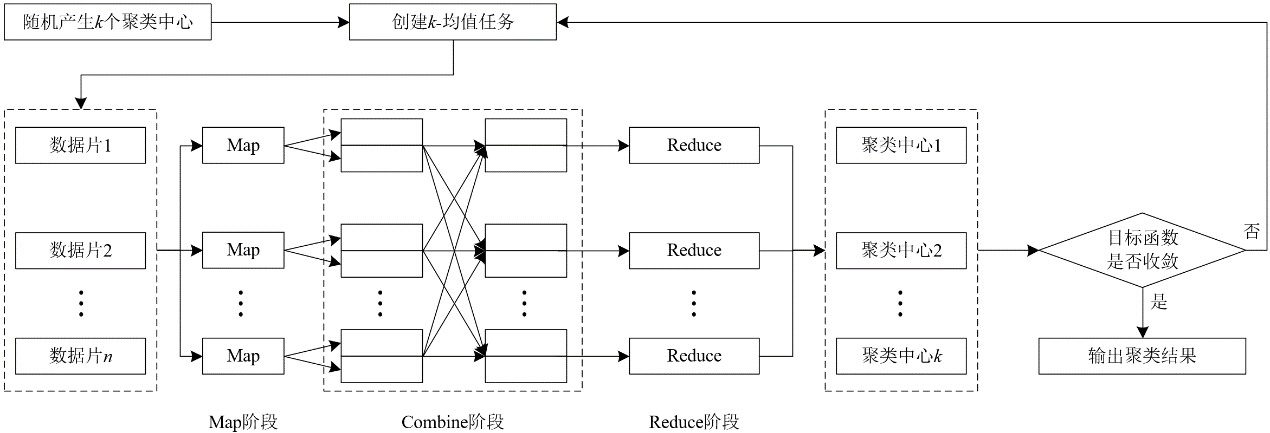 随机产生k个聚类中心
创建k-均值任务
数据片1
Map
Reduce
聚类中心1
数据片2
Map
Reduce
聚类中心2
目标函数
是否收敛
否
是
数据片n
Map
Reduce
聚类中心k
输出聚类结果
Map阶段
Combine阶段
Reduce阶段